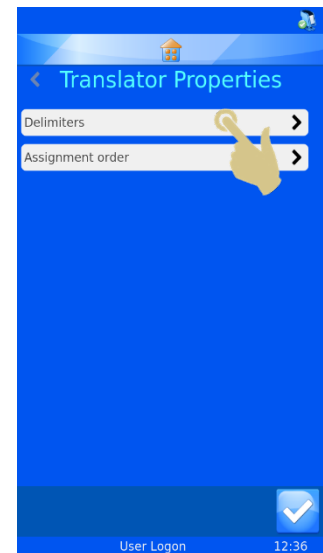 Translator Properties
Delimiters
Assignment order
User Logon 12:36